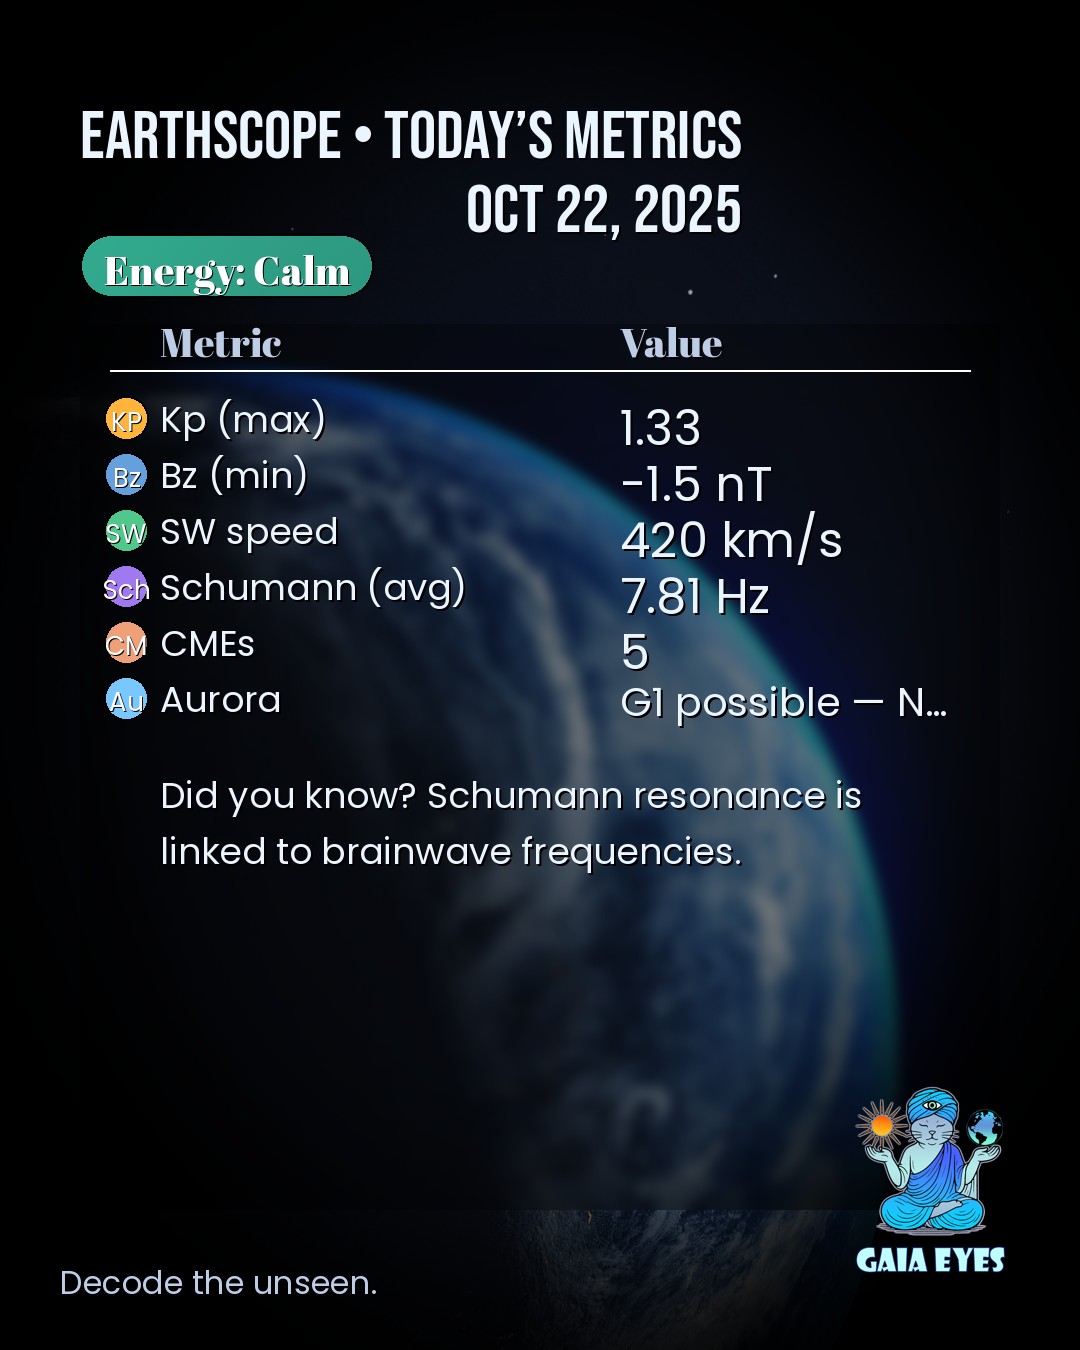 EARTHSCOPE • TODAY’S METRICS
OCT 22, 2025
Energy: Calm
Metric Value
KP Kp (max) 1.33
Bz Bz (min) -1.5 nT
SW SW speed 420 km/s
Sch Schumann (avg) 7.81 Hz
CM CMEs 5
Au Aurora G1 possible — N…
Did you know? Schumann resonance is
linked to brainwave frequencies.
GAIA EYES
Decode the unseen.